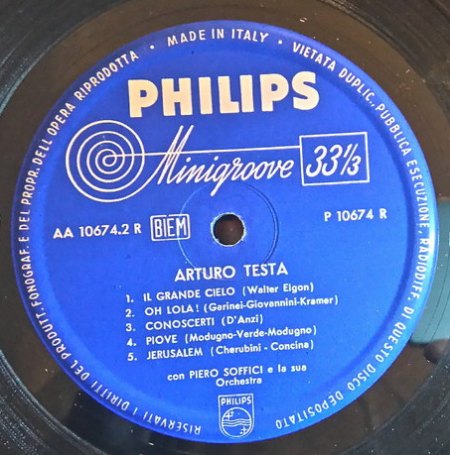 MADE IN ITALY • VIETATA DUPLIC., PUBBLICA ESECUZIONE, RADIODIFF. DI QUESTO DISCO DEPOSITATO
RISERVATI I DIRITTI DEL PRODUTT. FONOGRAF. E DEL PROPR. DELL'OPERA RIPRODOTTA •
PHILIPS
Minigroove 33⅓
AA 10674.2 R BIEM P 10674 R
ARTURO TESTA
1. IL GRANDE CIELO (Walter Elgon)
2. OH LOLA! (Garinei-Giovannini-Kramer)
3. CONOSCERTI (D'Anzi)
4. PIOVE (Modugno-Verde-Modugno)
5. JERUSALEM (Cherubini - Concina)
con PIERO SOFFICI e la sua
Orchestra
PHILIPS